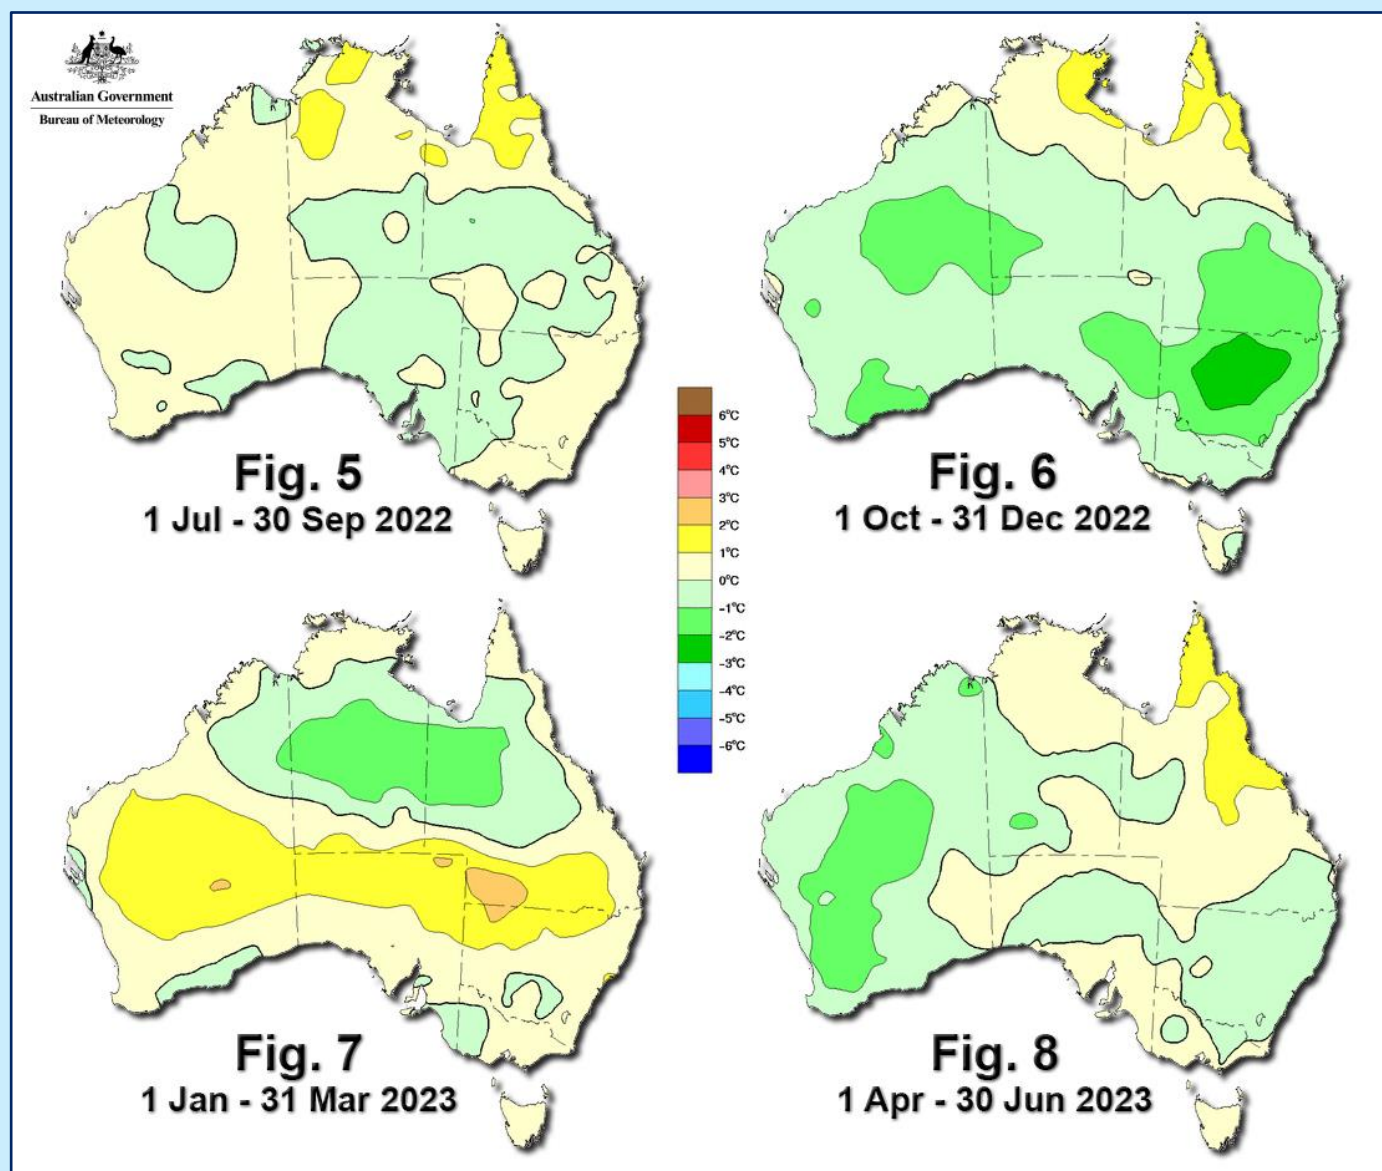 Australian Government
Bureau of Meteorology
Fig. 5
1 Jul - 30 Sep 2022
Fig. 6
1 Oct - 31 Dec 2022
6°C
5°C
4°C
3°C
2°C
1°C
0°C
-1°C
-2°C
-3°C
-4°C
-5°C
-6°C
Fig. 7
1 Jan - 31 Mar 2023
Fig. 8
1 Apr - 30 Jun 2023